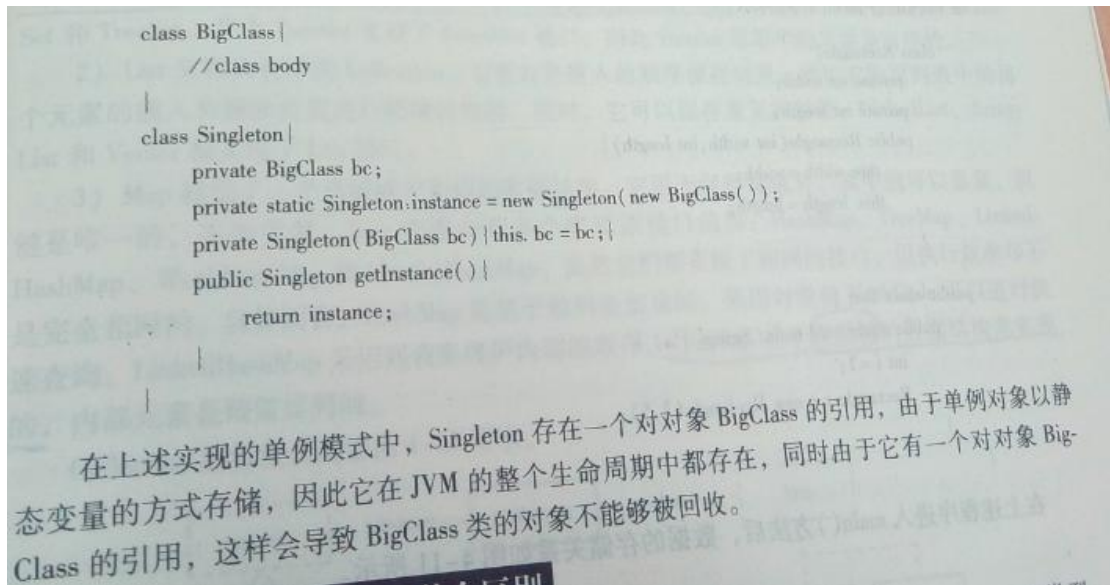 class BigClass{
//class body
}
class Singleton{
private BigClass bc;
private static Singleton instance = new Singleton( new BigClass( ) ) ;
private Singleton( BigClass bc) {this. bc = bc;}
public Singleton getInstance( ) {
return instance;
}
}
在上述实现的单例模式中，Singleton 存在一个对对象 BigClass 的引用，由于单例对象以静
态变量的方式存储，因此它在 JVM 的整个生命周期中都存在，同时由于它有一个对对象 Big-
Class 的引用，这样会导致 BigClass 类的对象不能够被回收。